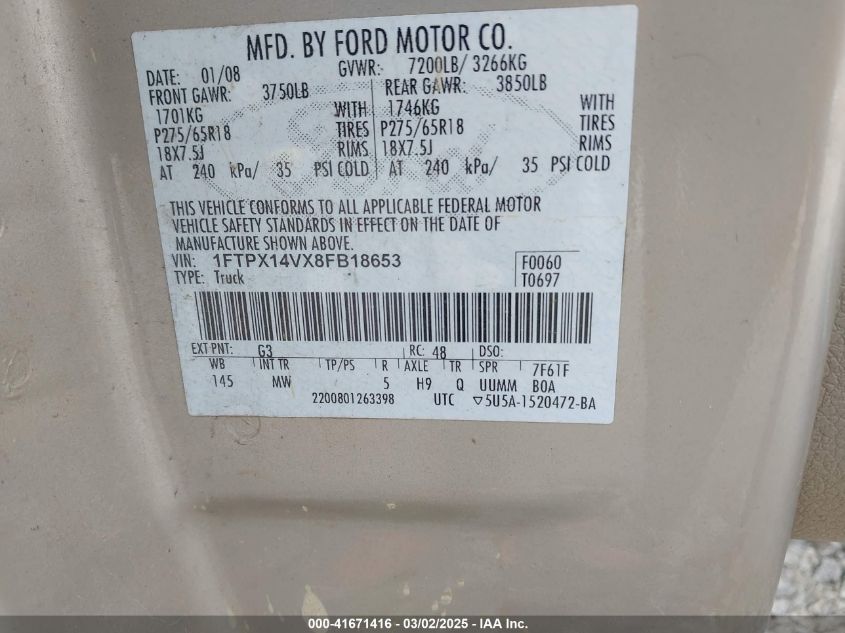 MFD. BY FORD MOTOR CO.
DATE: 01/08 GVWR: 7200LB/ 3266KG
FRONT GAWR: 3750LB REAR GAWR: 3850LB
1701KG WITH 1746KG WITH
P275/65R18 TIRES P275/65R18 TIRES
18X7.5J RIMS 18X7.5J RIMS
AT 240 kPa/ 35 PSI COLD AT 240 kPa/ 35 PSI COLD
THIS VEHICLE CONFORMS TO ALL APPLICABLE FEDERAL MOTOR
VEHICLE SAFETY STANDARDS IN EFFECT ON THE DATE OF
MANUFACTURE SHOWN ABOVE.
VIN: 1FTPX14VX8FB18653 F0060
TYPE: Truck T0697
EXT PNT: G3 RC: 48 DSO:
WB INT TR TP/PS R AXLE TR SPR 7F61F
145 MW 5 H9 Q UUMM BOA
2200801263398 UTC ▽5U5A-1520472-BA
000-41671416 - 03/02/2025 - IAA Inc.